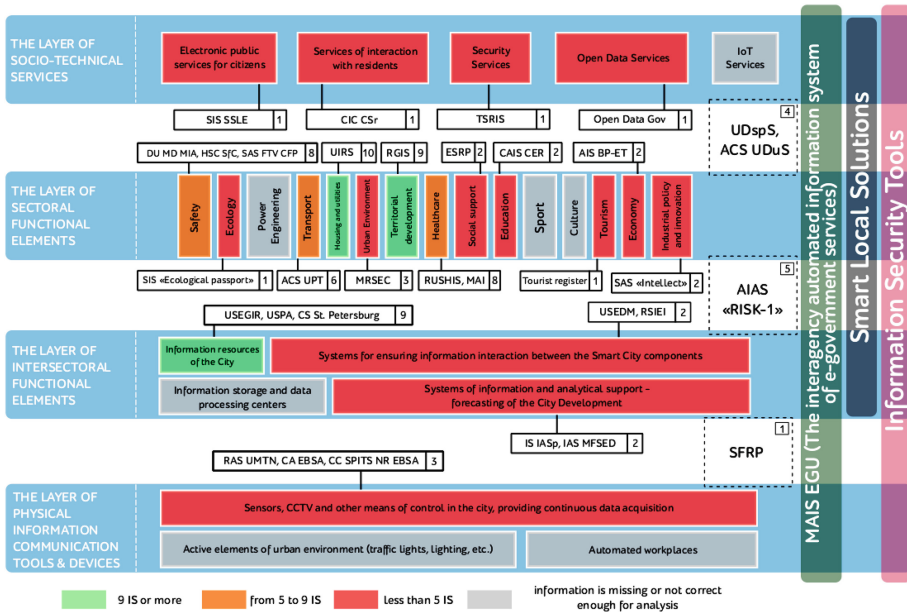 THE LAYER OF
SOCIO-TECHNICAL
SERVICES
Electronic public
services for citizens
Services of interaction
with residents
Security
Services
Open Data Services
IoT
Services
SIS SSLE 1
CIC CSr 1
TSRIS 1
Open Data Gov 1
4
UDspS,
ACS UDuS
DU MD MIA, HSC SfC, SAS FTV CFP 8
UIRS 10
RGIS 9
ESRP 2
CAIS CER 2
AIS BP-ET 2
THE LAYER OF
SECTORAL
FUNCTIONAL
ELEMENTS
Safety
Ecology
Power
Engineering
Transport
Housing and utilities
Urban Environment
Territorial
development
Healthcare
Social support
Education
Sport
Culture
Tourism
Economy
Industrial policy
and innovation
SIS «Ecological passport» 1
ACS UPT 6
MRSEC 3
RUSHIS, MAI 8
Tourist register 1
SAS «Intellect» 2
5
AIAS
«RISK-1»
USEGIR, USPA, CS St. Petersburg 9
USEDM, RSIEI 2
THE LAYER OF
INTERSECTORAL
FUNCTIONAL
ELEMENTS
Information resources
of the City
Systems for ensuring information interaction between the Smart City components
Information storage and data
processing centers
Systems of information and analytical support –
forecasting of the City Development
IS IASp, IAS MFSED 2
1
SFRP
RAS UMTN, CA EBSA, CC SPITS NR EBSA 3
THE LAYER OF
PHYSICAL
INFORMATION
COMMUNICATION
TOOLS & DEVICES
Sensors, CCTV and other means of control in the city, providing continuous data acquisition
Active elements of urban environment (traffic lights, lighting, etc.)
Automated workplaces
MAIS EGU (The interagency automated information system
of e-government services)
Smart Local Solutions
Information Security Tools
9 IS or more
from 5 to 9 IS
less than 5 IS
information is missing or not correct
enough for analysis